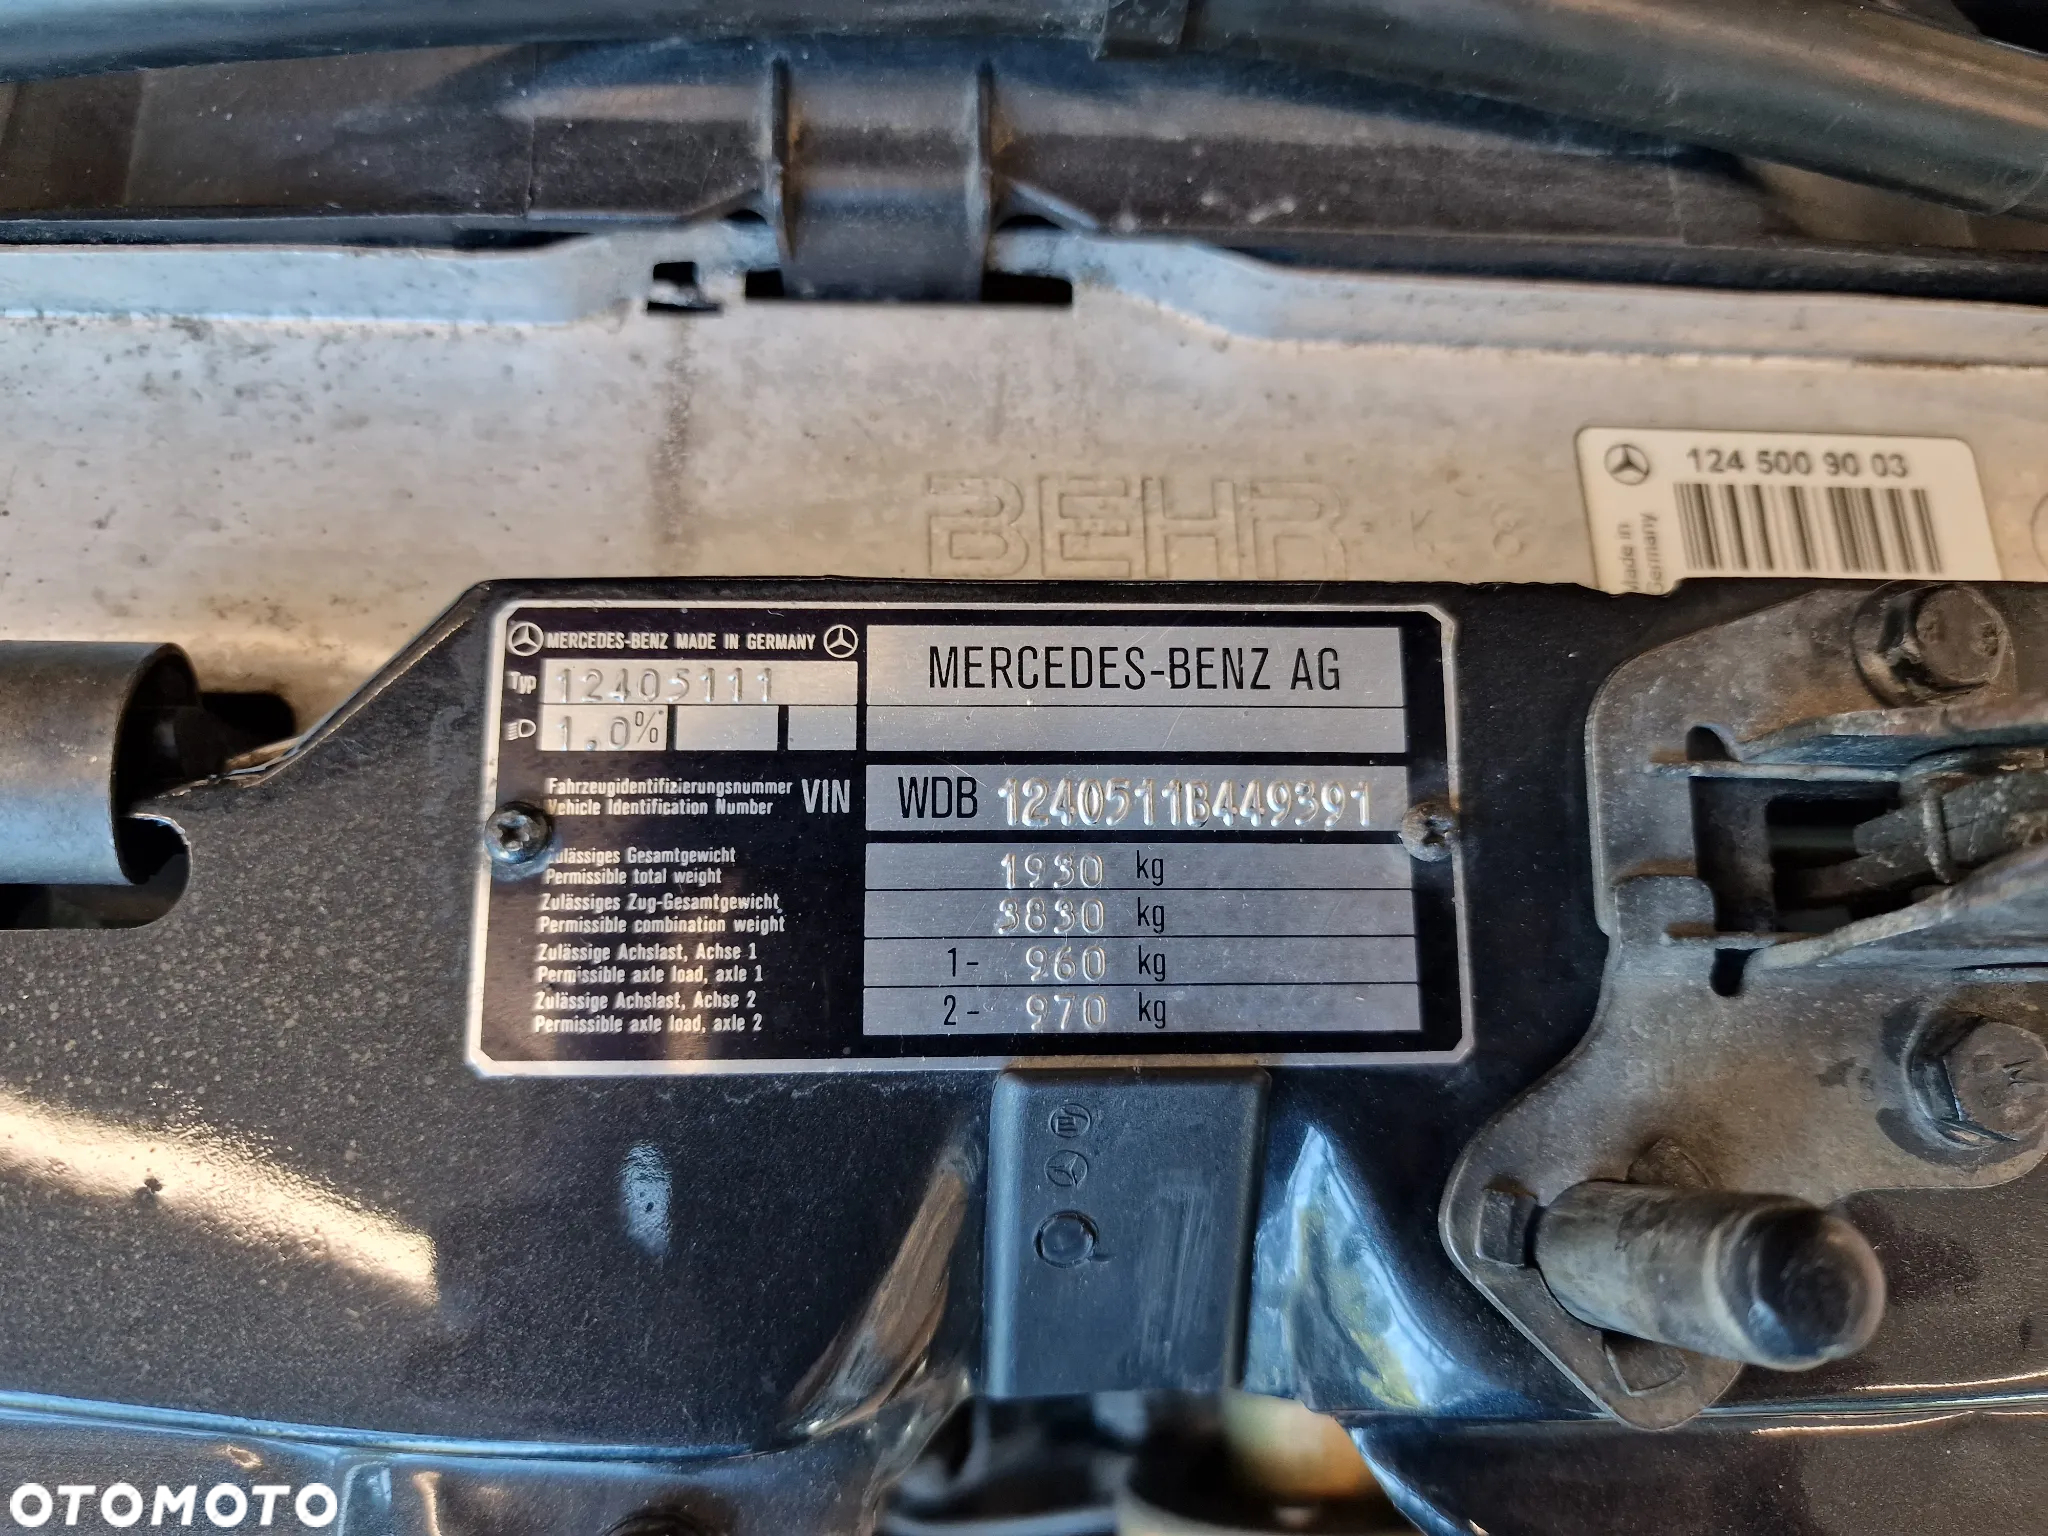 124 500 90 03
Made in
Germany
BEHR K 8
MERCEDES-BENZ MADE IN GERMANY
MERCEDES-BENZ AG
Typ 12405111
1.0%
Fahrzeugidentifizierungsnummer
Vehicle Identification Number
VIN WDB 1240511B449391
Zulässiges Gesamtgewicht
Permissible total weight
1930 kg
Zulässiges Zug-Gesamtgewicht
Permissible combination weight
3830 kg
Zulässige Achslast, Achse 1
Permissible axle load, axle 1
1- 960 kg
Zulässige Achslast, Achse 2
Permissible axle load, axle 2
2- 970 kg
OTOMOTO